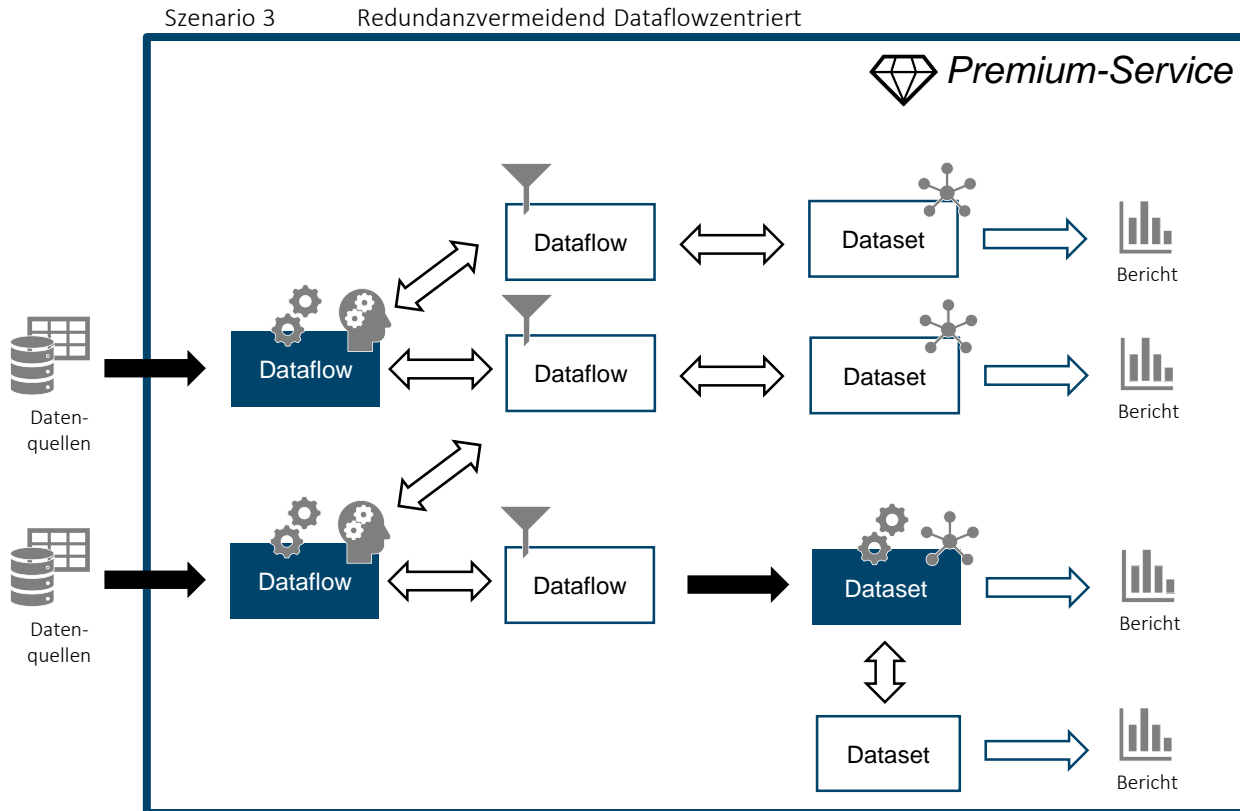 Szenario 3 Redundanzvermeidend Dataflowzentriert
Premium-Service
Dataflow
Dataset
Bericht
Dataflow
Dataflow
Dataset
Bericht
Daten-
quellen
Dataflow
Dataflow
Dataset
Bericht
Daten-
quellen
Dataset
Bericht